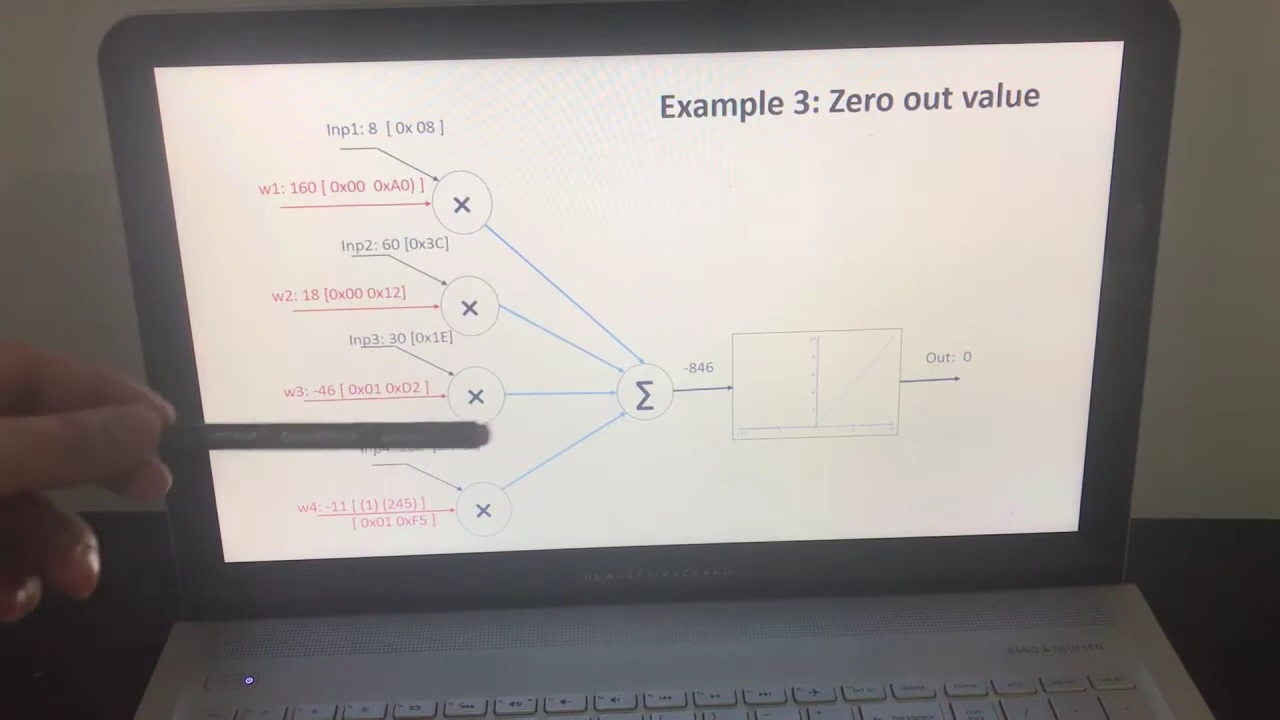 Example 3: Zero out value
Inp1: 8 [ 0x 08 ]
w1: 160 [ 0x00 0xA0) ]
×
Inp2: 60 [0x3C]
w2: 18 [0x00 0x12]
×
Inp3: 30 [0x1E]
w3: -46 [ 0x01 0xD2 ]
×
Σ
-846
Out: 0
w4: -11 [ (1) (245) ]
[ 0x01 0xF5 ]
×
HEWLETT-PACKARD
BANG & OLUFSEN